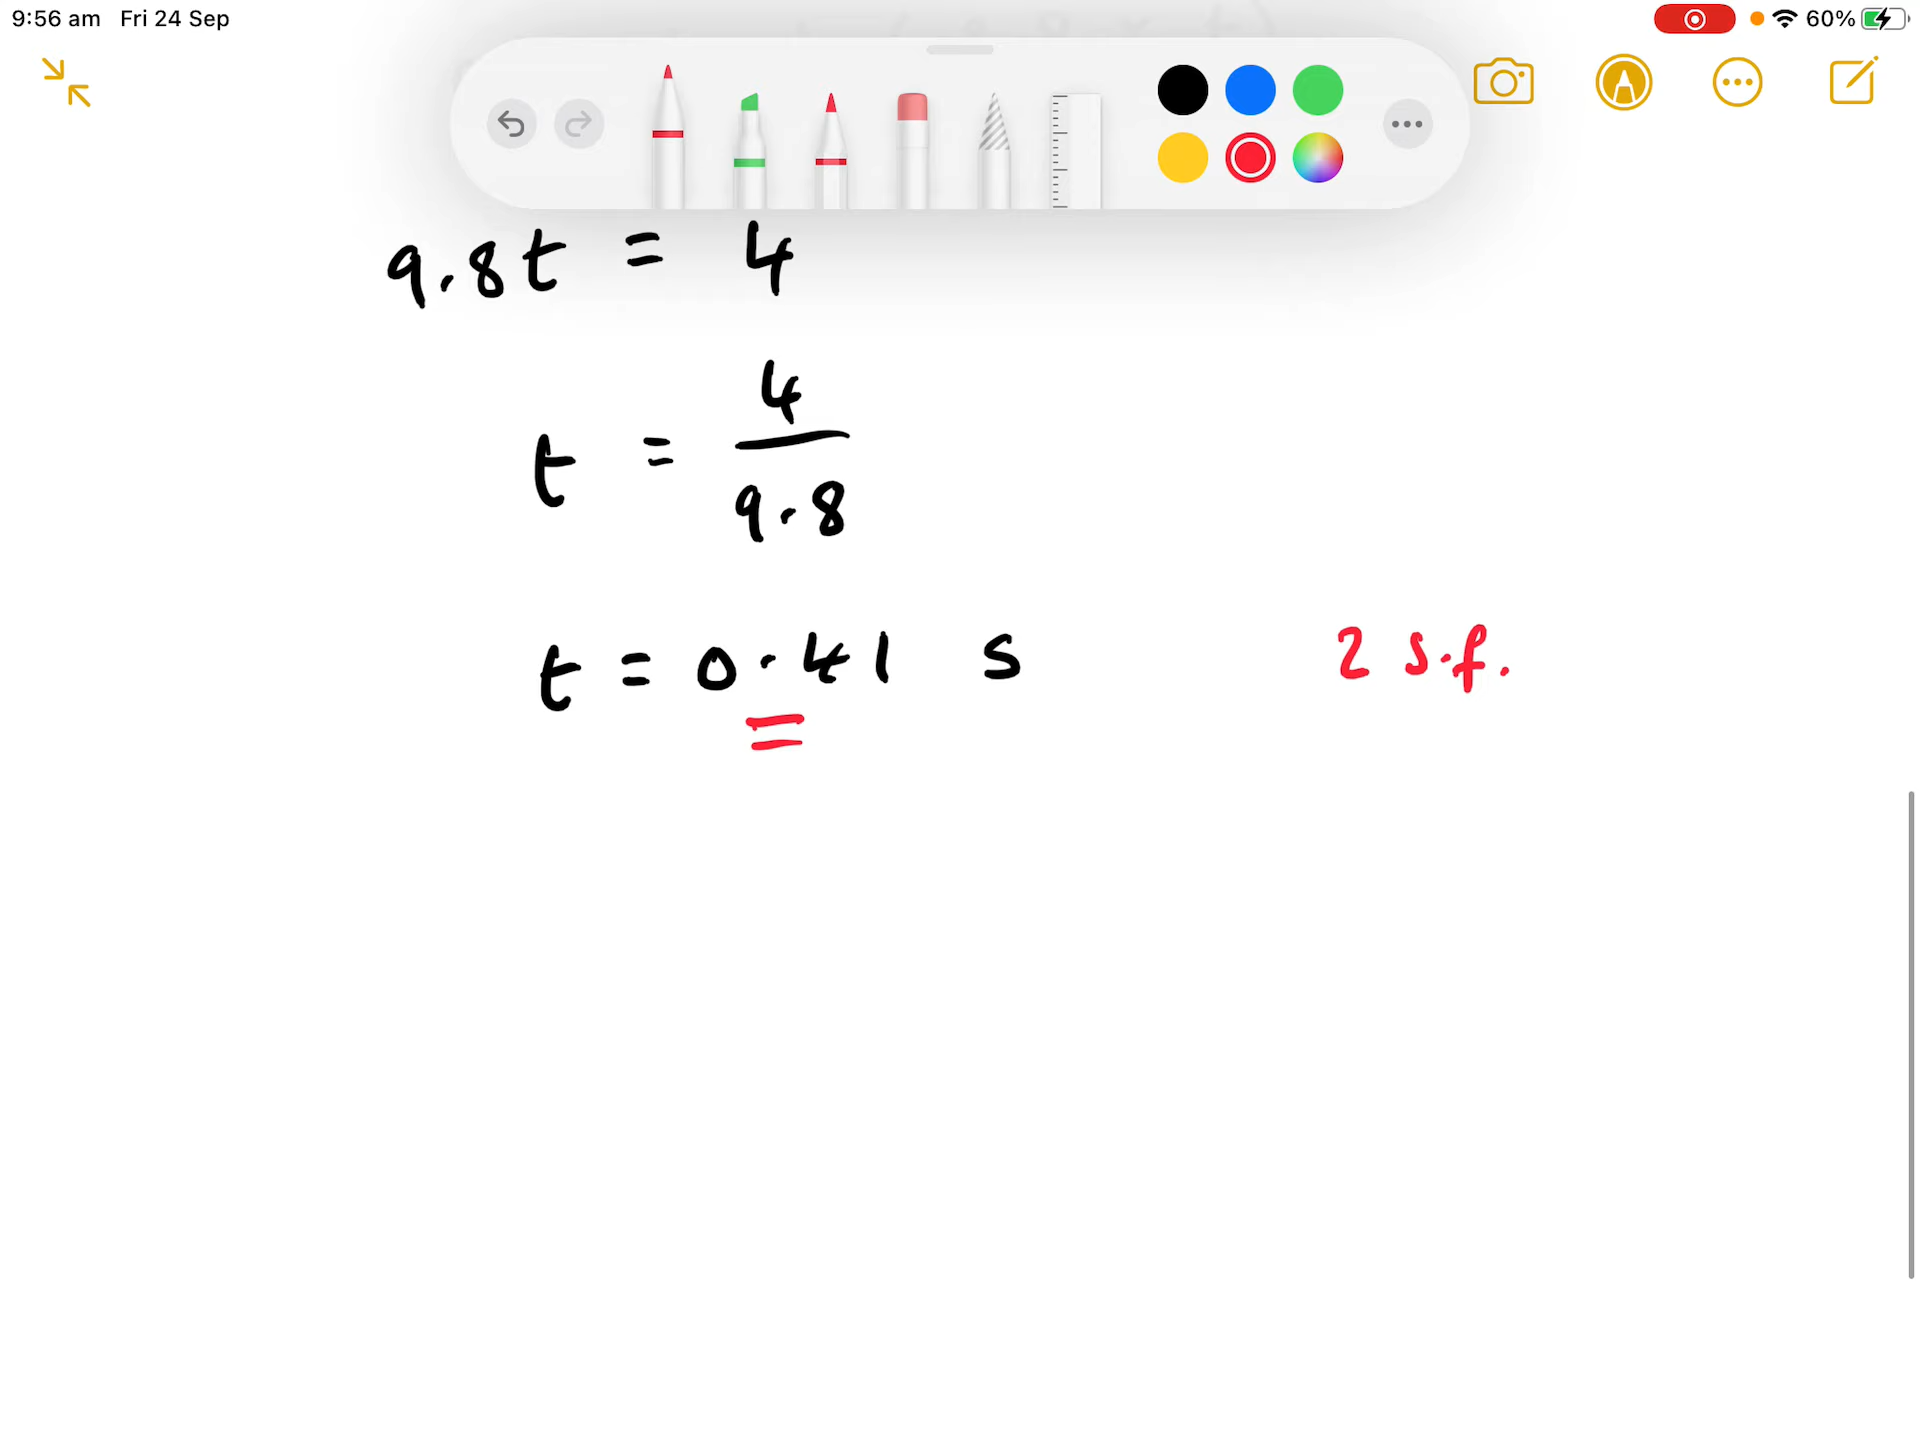 9:56 am Fri 24 Sep 60%
9.8t = 4
t = 4/9.8
t = 0.41 s 2 s.f.